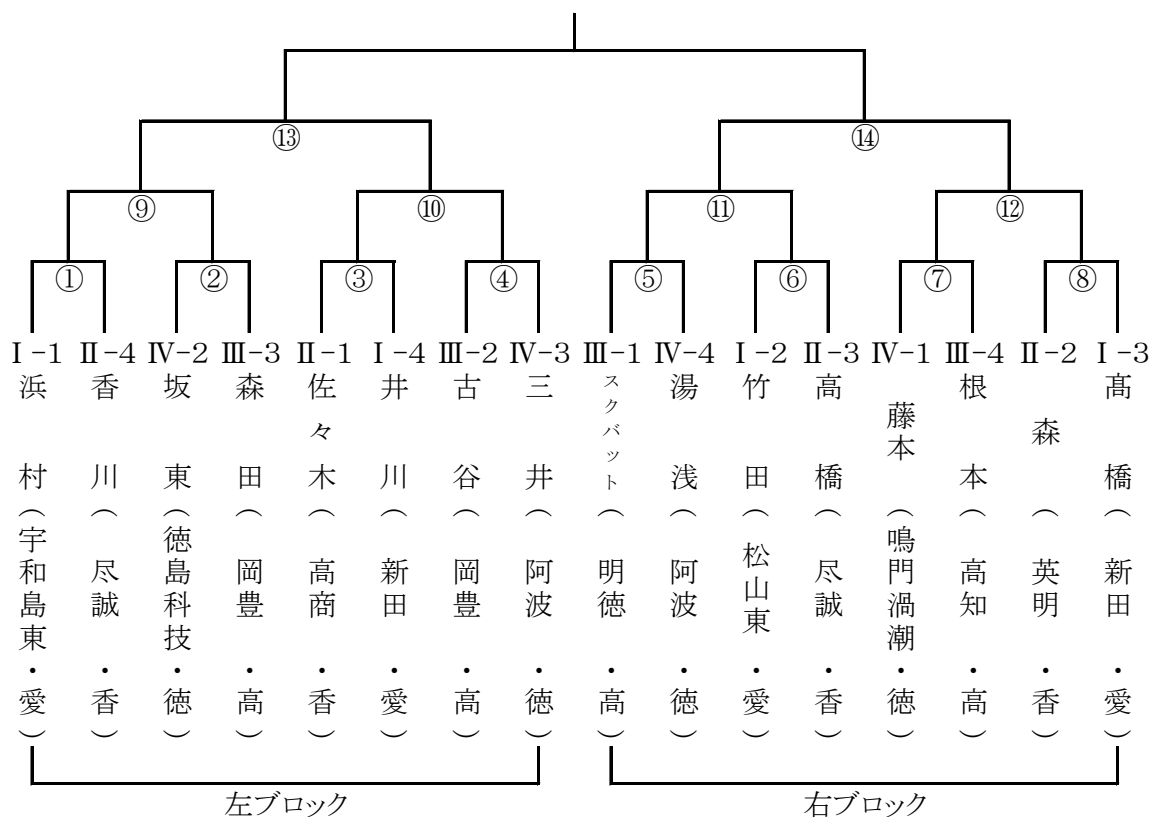 ⑬
⑭
⑨
⑩
⑪
⑫
①
②
③
④
⑤
⑥
⑦
⑧
Ⅰ-1 Ⅱ-4 Ⅳ-2 Ⅲ-3 Ⅱ-1 Ⅰ-4 Ⅲ-2 Ⅳ-3 Ⅲ-1 Ⅳ-4 Ⅰ-2 Ⅱ-3 Ⅳ-1 Ⅲ-4 Ⅱ-2 Ⅰ-3
浜村(宇和島東・愛)
香川(尽誠・香)
坂東(徳島科技・徳)
森田(岡豊・高)
佐々木(高商・香)
井川(新田・愛)
古谷(岡豊・高)
三井(阿波・徳)
スクバット(明徳・高)
湯浅(阿波・徳)
竹田(松山東・愛)
高橋(尽誠・香)
藤本(鳴門渦潮・徳)
根本(高知・高)
森(英明・香)
髙橋(新田・愛)
左ブロック
右ブロック